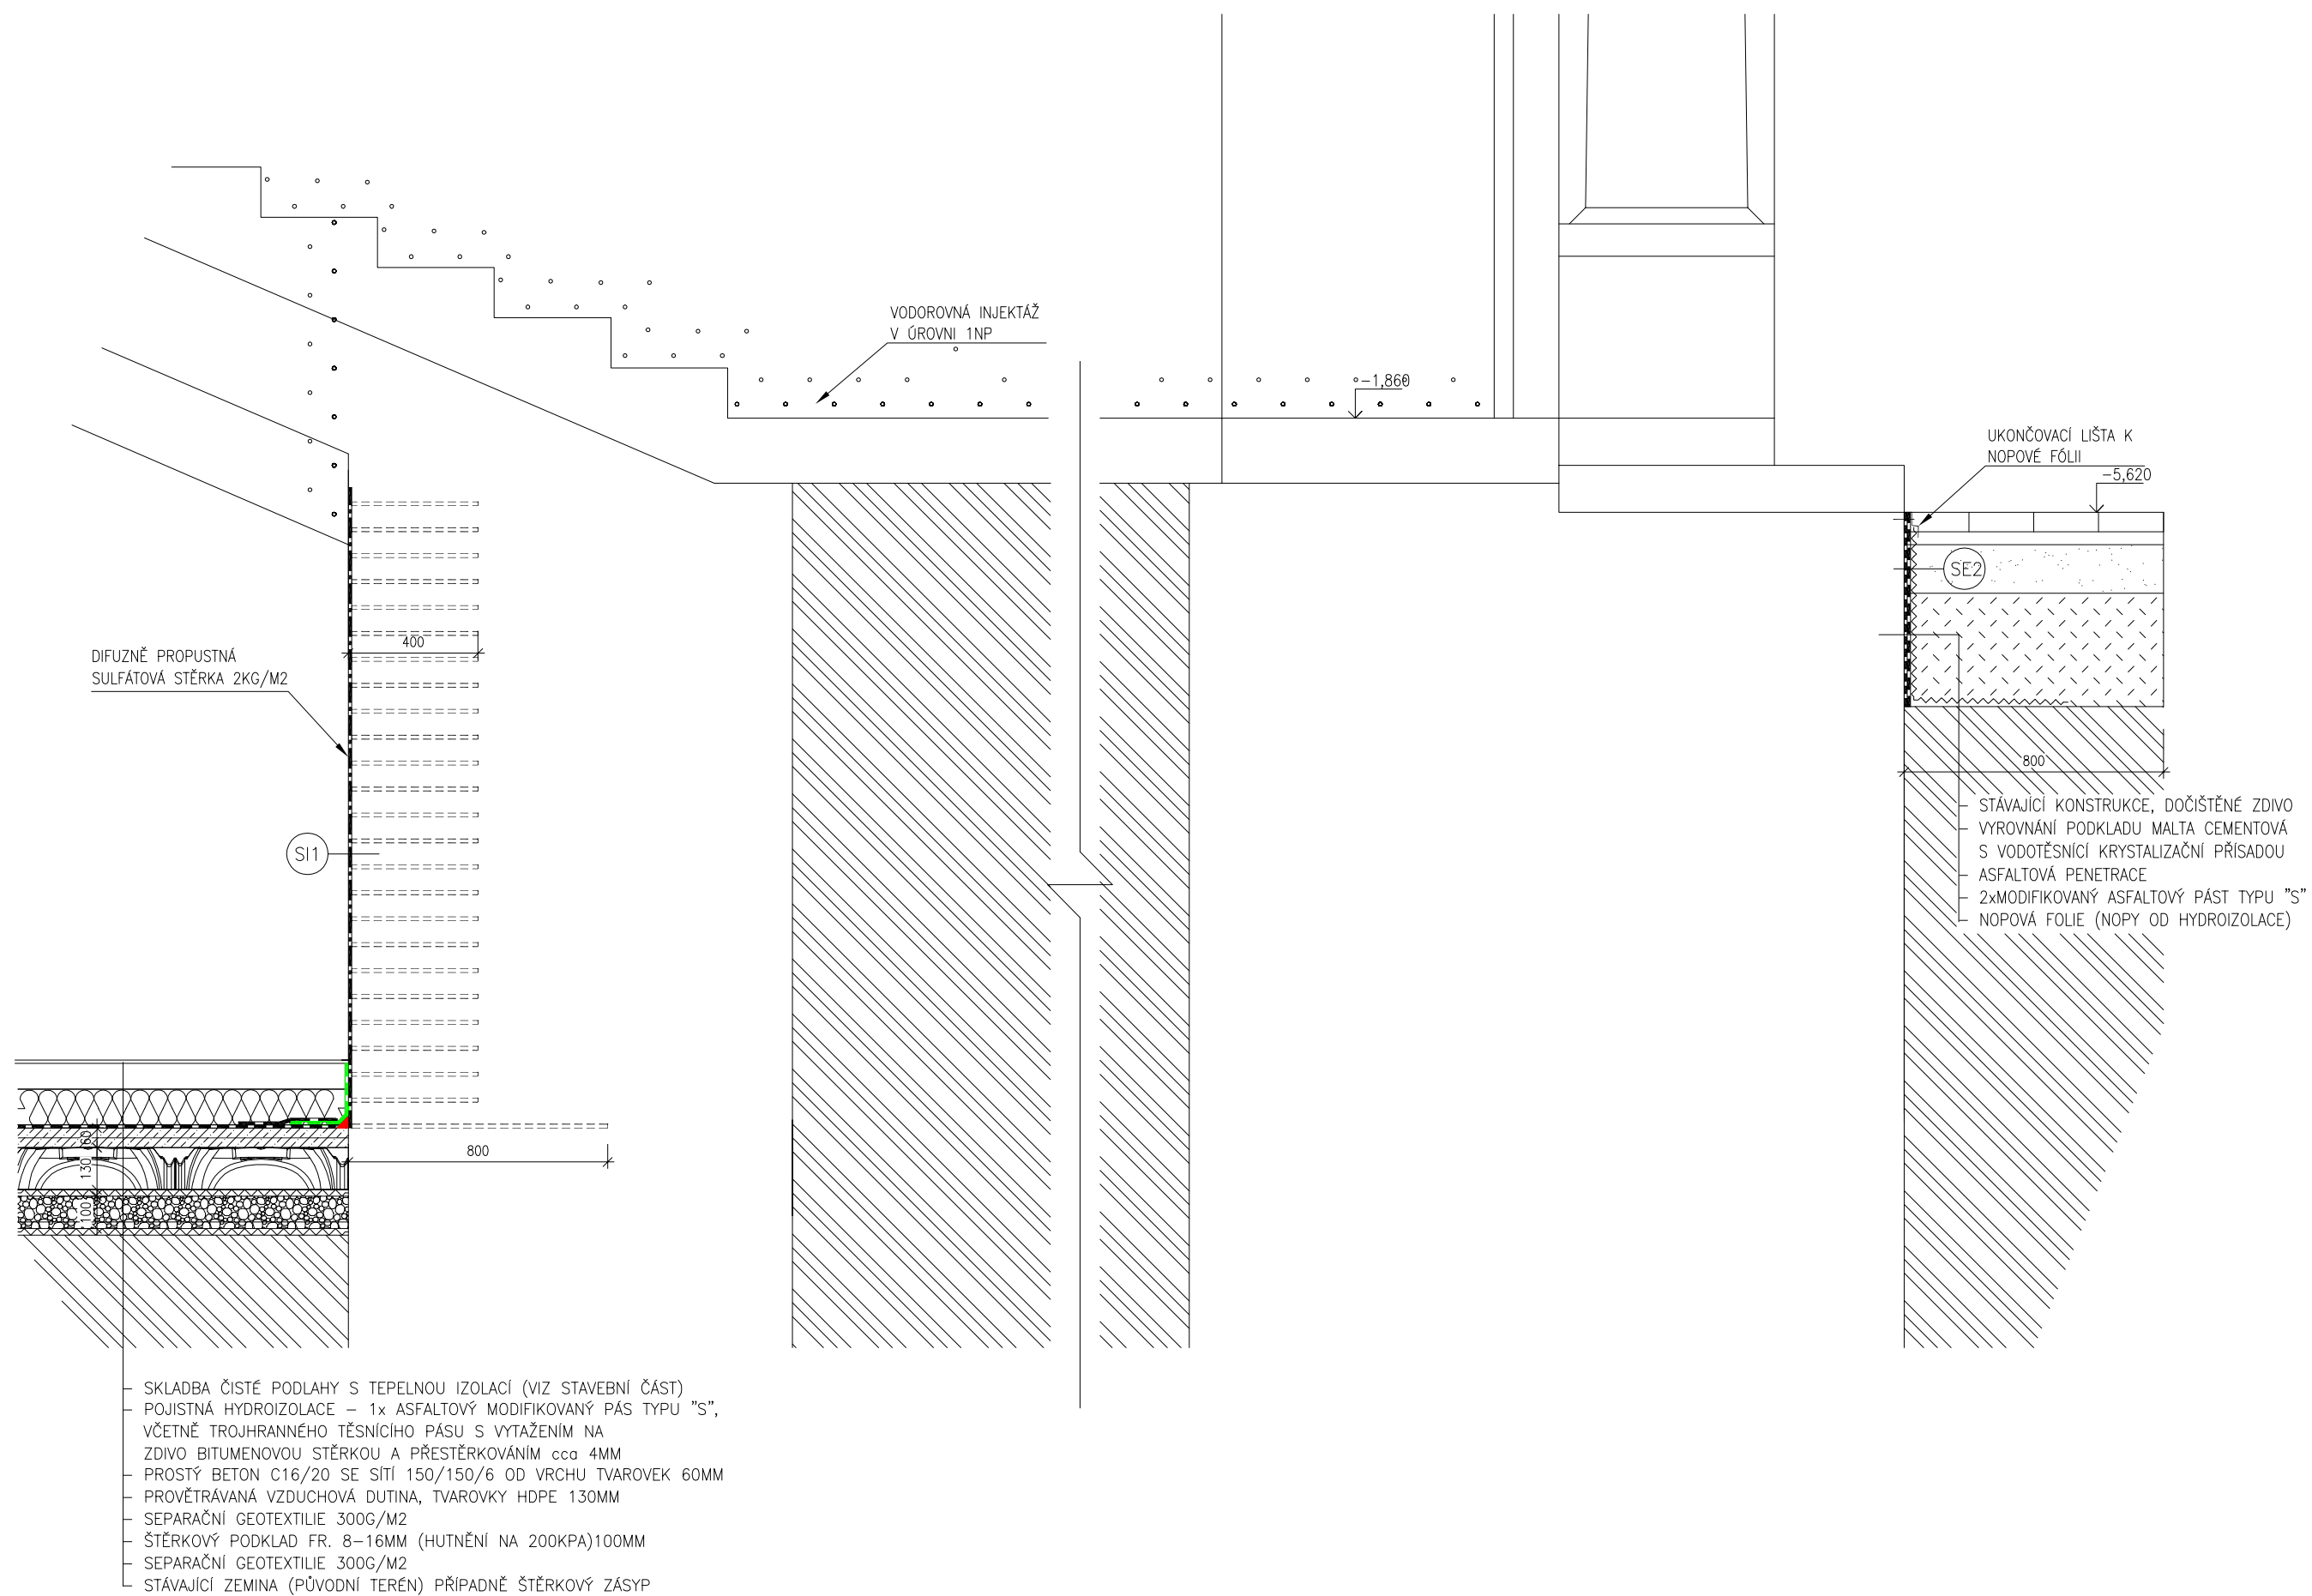 VODOROVNÁ INJEKTÁŽ
V ÚROVNI 1NP
-1,860
UKONČOVACÍ LIŠTA K
NOPOVÉ FÓLII
-5,620
SE2
400
DIFUZNĚ PROPUSTNÁ
SULFÁTOVÁ STĚRKA 2KG/M2
SI1
800
STÁVAJÍCÍ KONSTRUKCE, DOČIŠTĚNÉ ZDIVO
VYROVNÁNÍ PODKLADU MALTA CEMENTOVÁ
S VODOTĚSNÍCÍ KRYSTALIZAČNÍ PŘÍSADOU
ASFALTOVÁ PENETRACE
2xMODIFIKOVANÝ ASFALTOVÝ PÁST TYPU "S"
NOPOVÁ FOLIE (NOPY OD HYDROIZOLACE)
60
130
100
800
SKLADBA ČISTÉ PODLAHY S TEPELNOU IZOLACÍ (VIZ STAVEBNÍ ČÁST)
POJISTNÁ HYDROIZOLACE – 1x ASFALTOVÝ MODIFIKOVANÝ PÁS TYPU "S",
VČETNĚ TROJHRANNÉHO TĚSNÍCÍHO PÁSU S VYTAŽENÍM NA
ZDIVO BITUMENOVOU STĚRKOU A PŘESTĚRKOVÁNÍM cca 4MM
PROSTÝ BETON C16/20 SE SÍTÍ 150/150/6 OD VRCHU TVAROVEK 60MM
PROVĚTRÁVANÁ VZDUCHOVÁ DUTINA, TVAROVKY HDPE 130MM
SEPARAČNÍ GEOTEXTILIE 300G/M2
ŠTĚRKOVÝ PODKLAD FR. 8-16MM (HUTNĚNÍ NA 200KPA)100MM
SEPARAČNÍ GEOTEXTILIE 300G/M2
STÁVAJÍCÍ ZEMINA (PŮVODNÍ TERÉN) PŘÍPADNĚ ŠTĚRKOVÝ ZÁSYP